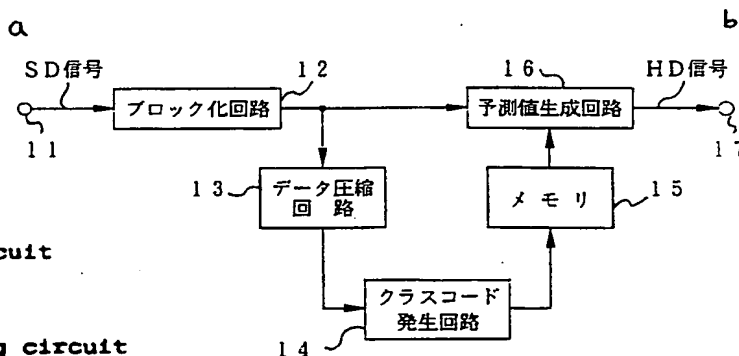 a
b
SD信号
12
16
HD信号
ブロック化回路
予測値生成回路
11
17
13
データ圧縮
回路
メモリ
15
cuit
クラスコード
発生回路
g circuit
14